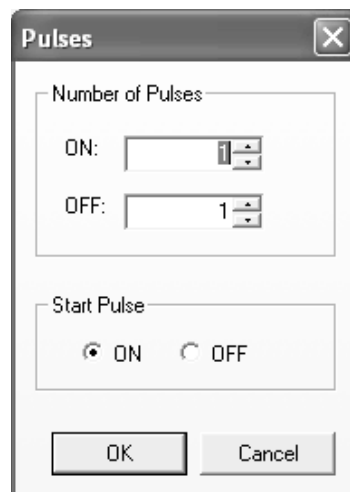 Pulses
Number of Pulses
ON: 1
OFF: 1
Start Pulse
ON OFF
OK Cancel